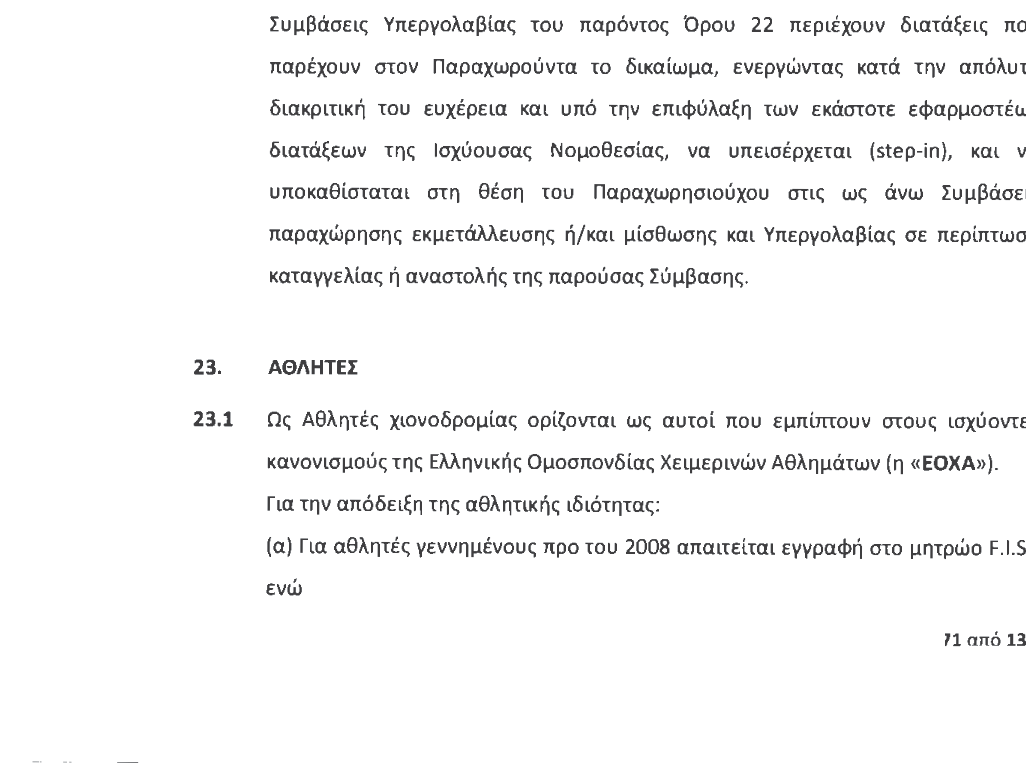 Συμβάσεις Υπεργολαβίας του παρόντος Όρου 22 περιέχουν διατάξεις πο
παρέχουν στον Παραχωρούντα το δικαίωμα, ενεργώντας κατά την απόλυτ
διακριτική του ευχέρεια και υπό την επιφύλαξη των εκάστοτε εφαρμοστέω
διατάξεων της Ισχύουσας Νομοθεσίας, να υπεισέρχεται (step-in), και ν
υποκαθίσταται στη θέση του Παραχωρησιούχου στις ως άνω Συμβάσει
παραχώρησης εκμετάλλευσης ή/και μίσθωσης και Υπεργολαβίας σε περίπτωσ
καταγγελίας ή αναστολής της παρούσας Σύμβασης.
23. ΑΘΛΗΤΕΣ
23.1 Ως Αθλητές χιονοδρομίας ορίζονται ως αυτοί που εμπίπτουν στους ισχύοντε
κανονισμούς της Ελληνικής Ομοσπονδίας Χειμερινών Αθλημάτων (η «ΕΟΧΑ»).
Για την απόδειξη της αθλητικής ιδιότητας:
(α) Για αθλητές γεννημένους προ του 2008 απαιτείται εγγραφή στο μητρώο F.I.S
ενώ
71 από 13